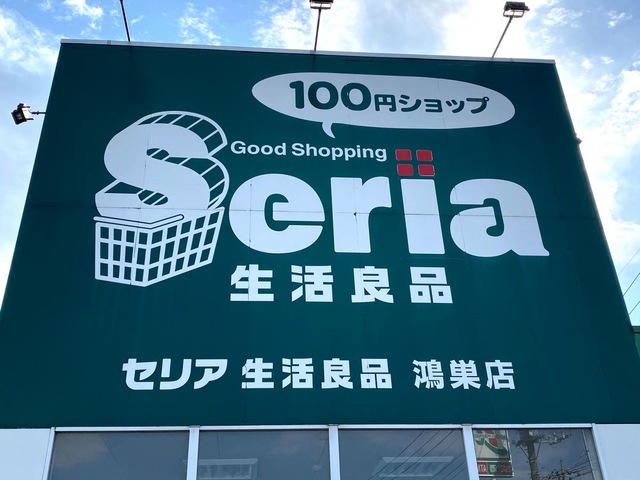 100円ショップ
Good Shopping
Seria
生活良品
セリア 生活良品 鴻巣店